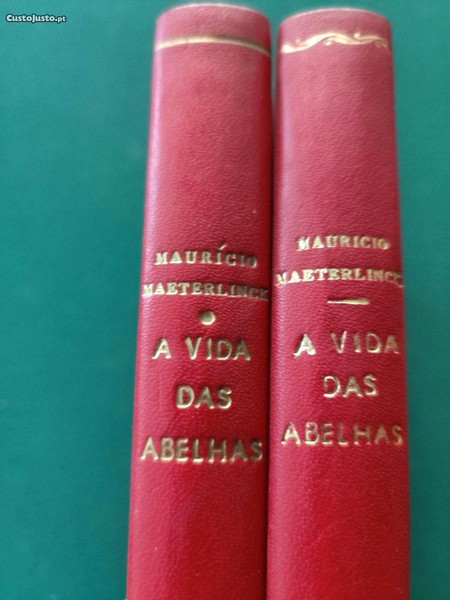 CustoJusto.pt
MAURÍCIO
MAETERLINCK
A VIDA
DAS
ABELHAS
MAURICIO
MAETERLINCK
A VIDA
DAS
ABELHAS